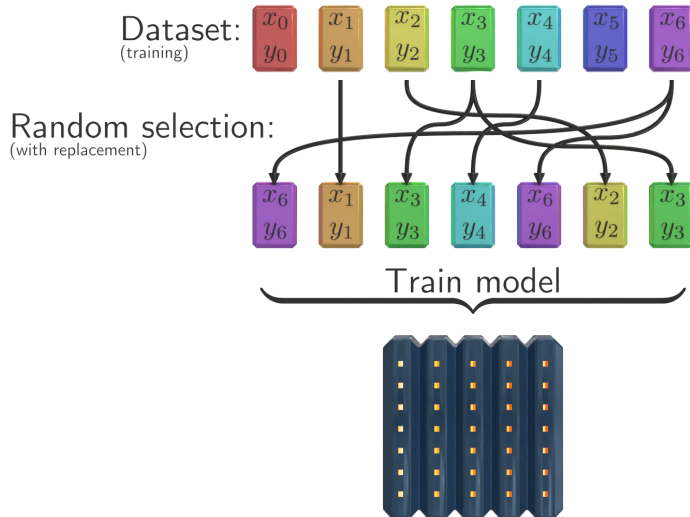 Dataset: x₀ x₁ x₂ x₃ x₄ x₅ x₆
(training) y₀ y₁ y₂ y₃ y₄ y₅ y₆
Random selection:
(with replacement)
x₆ x₁ x₃ x₄ x₆ x₂ x₃
y₆ y₁ y₃ y₄ y₆ y₂ y₃
Train model